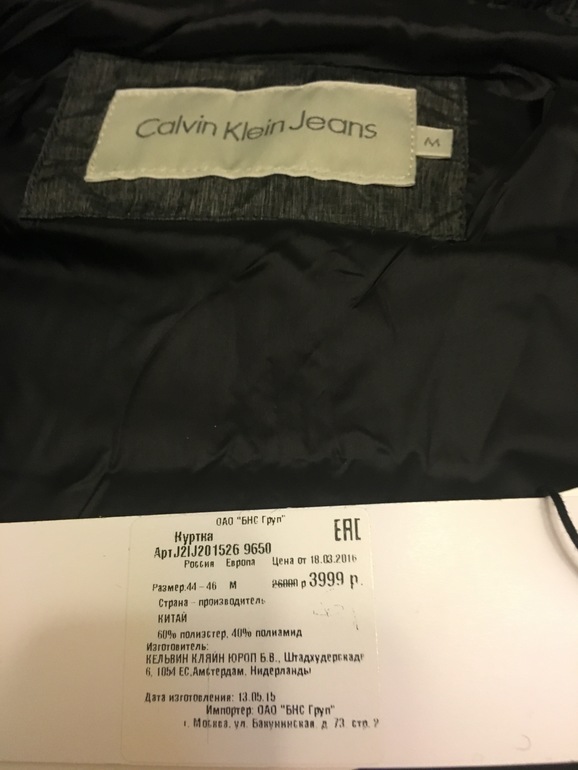 Calvin Klein Jeans
M
ОАО "БНС Груп"
Куртка
EAC
Арт.J2IJ201526 9650
Россия Европа Цена от 18.03.2016
Размер.44 - 46 M р 3999 р.
Страна - производитель
КИТАЙ
60% полиэстер, 40% полиамид
Изготовитель:
КЕЛЬВИН КЛЯЙН ЮРОП Б.В., Штадхудерскаде
6, 1054 ЕС,Амстердам, Нидерланды
Дата изготовления: 13.05.15
Импортер: ОАО "БНС Груп"
г. Москва, ул. Бакунинская, д. 73, стр. 2